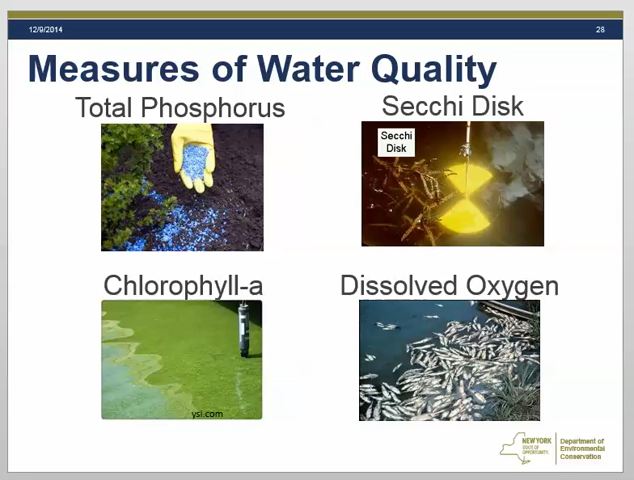 12/9/2014
28
Measures of Water Quality
Total Phosphorus
Secchi Disk
Secchi
Disk
Chlorophyll-a
Dissolved Oxygen
ysi.com
NEW YORK
STATE OF
OPPORTUNITY.
Department of
Environmental
Conservation